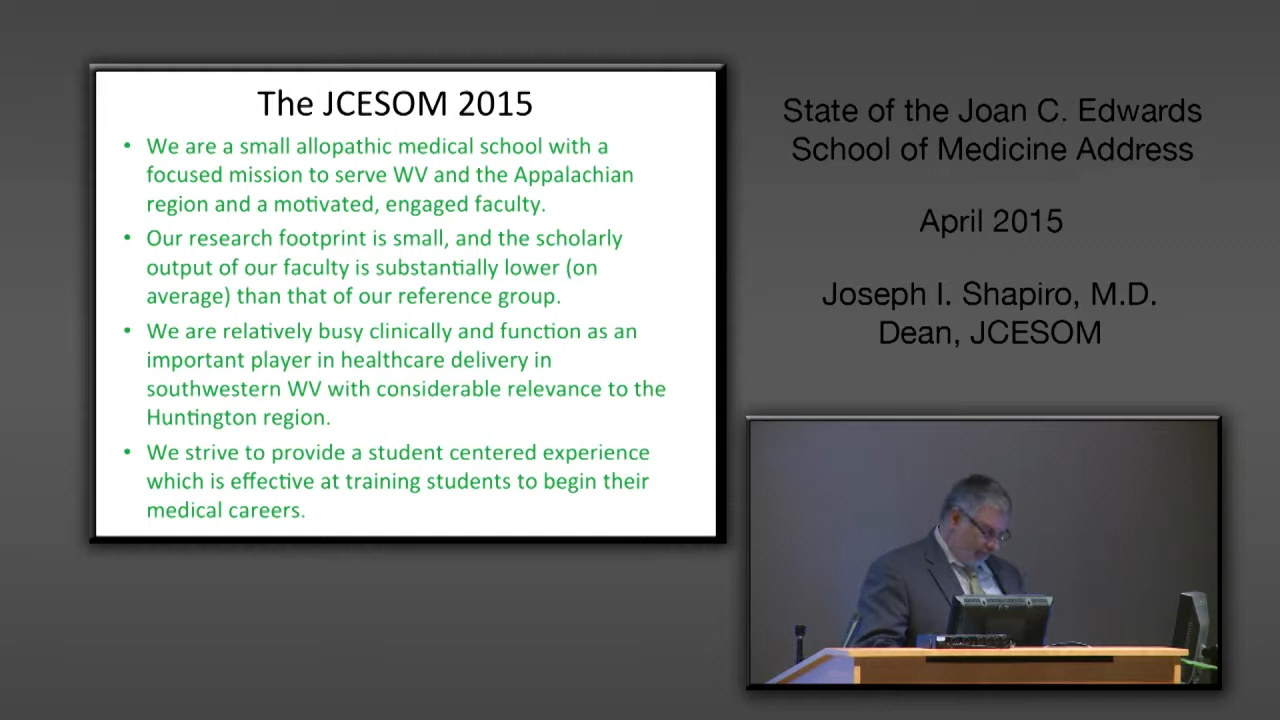 The JCESOM 2015
• We are a small allopathic medical school with a
focused mission to serve WV and the Appalachian
region and a motivated, engaged faculty.
• Our research footprint is small, and the scholarly
output of our faculty is substantially lower (on
average) than that of our reference group.
• We are relatively busy clinically and function as an
important player in healthcare delivery in
southwestern WV with considerable relevance to the
Huntington region.
• We strive to provide a student centered experience
which is effective at training students to begin their
medical careers.
State of the Joan C. Edwards
School of Medicine Address
April 2015
Joseph I. Shapiro, M.D.
Dean, JCESOM